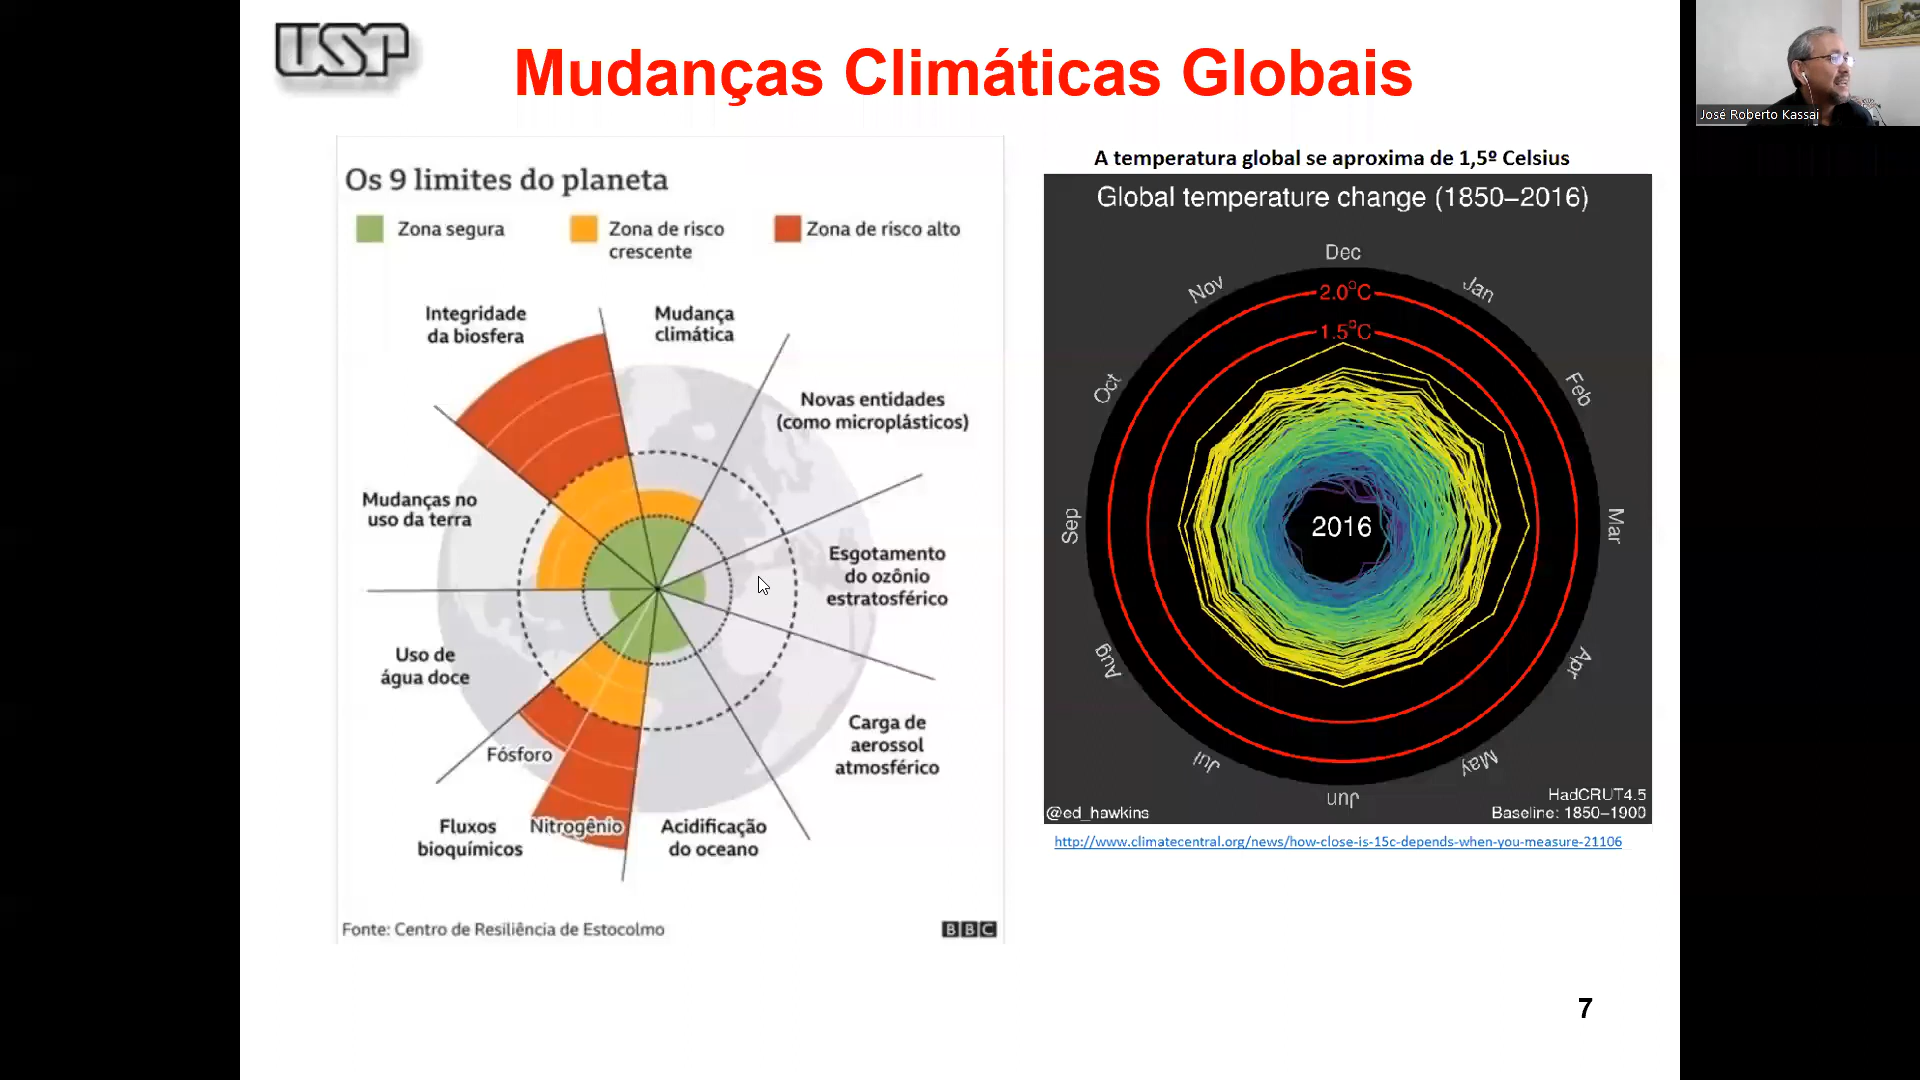 USP
Mudanças Climáticas Globais
José Roberto Kassai
Os 9 limites do planeta
Zona segura
Zona de risco
crescente
Zona de risco alto
Integridade
da biosfera
Mudança
climática
Novas entidades
(como microplásticos)
Mudanças no
uso da terra
Esgotamento
do ozônio
estratosférico
Uso de
água doce
Carga de
aerossol
atmosférico
Fósforo
Nitrogênio
Fluxos
bioquímicos
Acidificação
do oceano
Fonte: Centro de Resiliência de Estocolmo
BBC
A temperatura global se aproxima de 1,5º Celsius
Global temperature change (1850–2016)
Dec
Jan
Feb
Mar
Apr
May
Jun
Jul
Aug
Sep
Oct
Nov
2.0°C
1.5°C
2016
@ed_hawkins
HadCRUT4.5
Baseline: 1850–1900
http://www.climatecentral.org/news/how-close-is-15c-depends-when-you-measure-21106
7